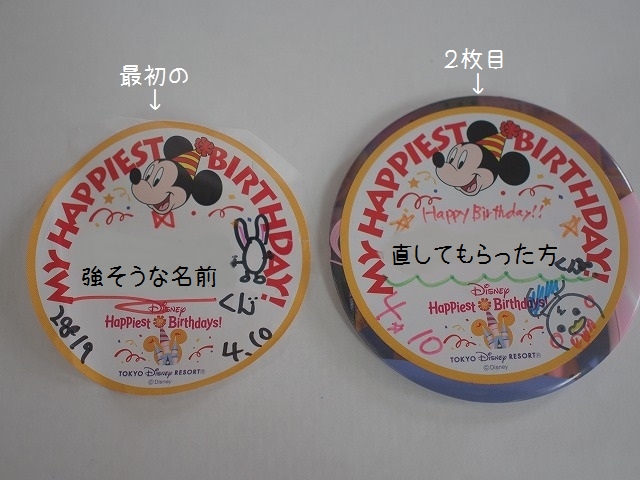 最初の
↓
2枚目
↓
MY HAPPIEST BIRTHDAY!
強そうな名前
くん
Disney
Happiest Birthdays!
4.10
TOKYO Disney RESORT®
©Disney
MY HAPPIEST BIRTHDAY!
Happy Birthday!!
直してもらった方
くん
Disney
Happiest Birthdays!
TOKYO Disney RESORT®
©Disney